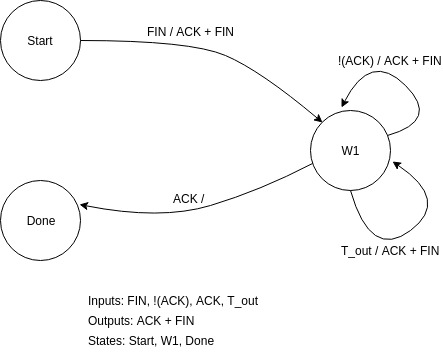 FIN / ACK + FIN
Start
!(ACK) / ACK + FIN
W1
ACK /
Done
T_out / ACK + FIN
Inputs: FIN, !(ACK), ACK, T_out
Outputs: ACK + FIN
States: Start, W1, Done